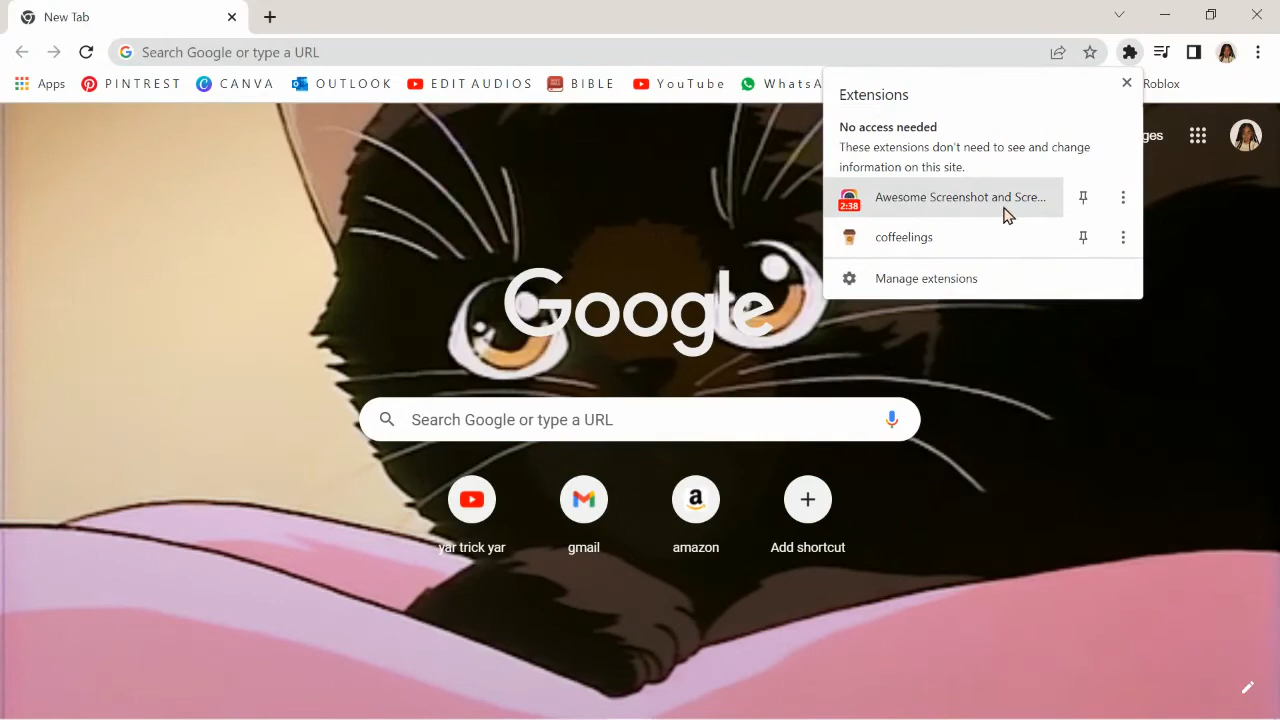 New Tab
Search Google or type a URL
Apps
PINTREST
CANVA
OUTLOOK
EDIT AUDIOS
BIBLE
YouTube
WhatsA
Roblox
Extensions
No access needed
These extensions don't need to see and change
information on this site.
ges
2:38
Awesome Screenshot and Scre...
coffeelings
Manage extensions
Google
Search Google or type a URL
yar trick yar
gmail
amazon
Add shortcut